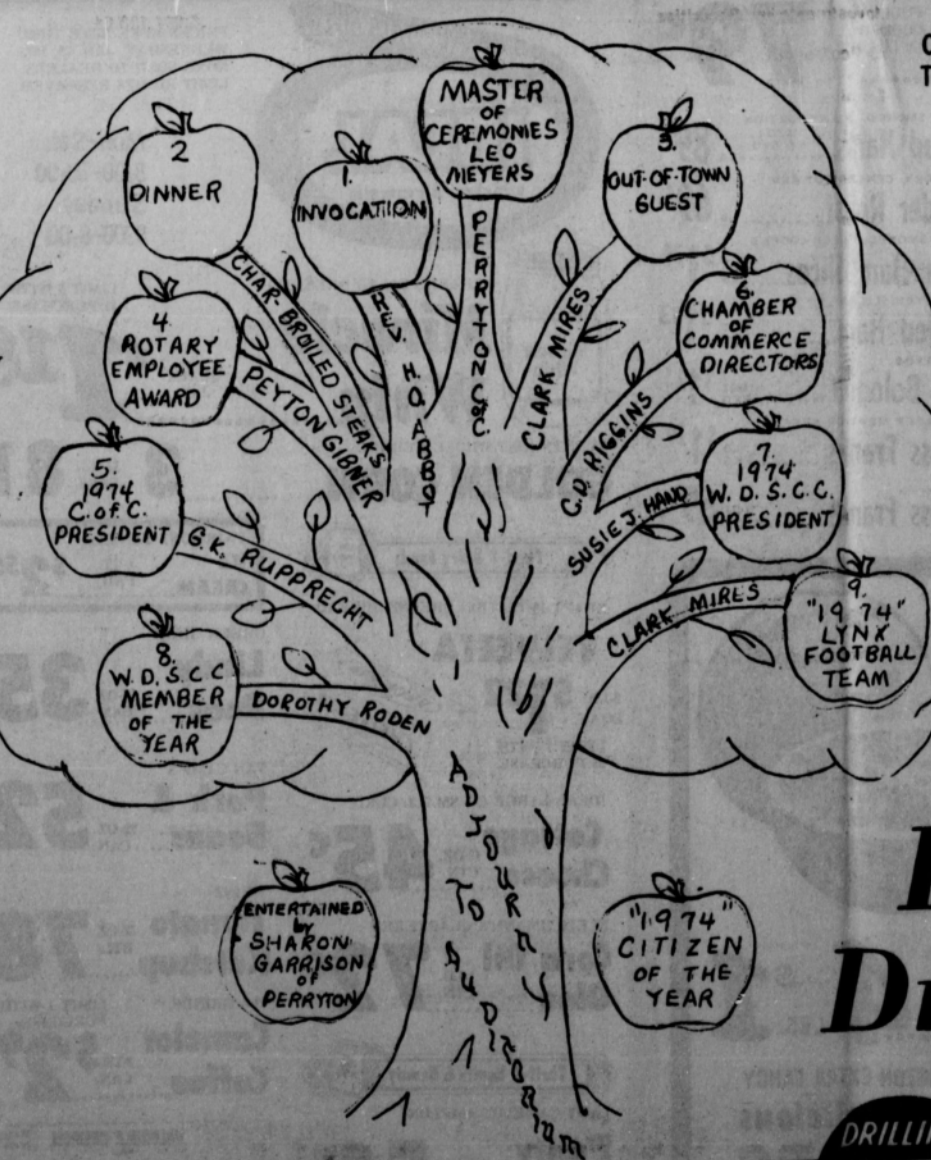 MASTER
OF
CEREMONIES
LEO
MEYERS
PERRYTON C of C
1.
INVOCATIION
REV. H.Q. ABBOT
2
DINNER
CHAR-BROILED STEAKS
3.
OUT-OF-TOWN
GUEST
CLARK MIRES
4.
ROTARY
EMPLOYEE
AWARD
PEYTON GIBNER
5.
1974
C. of C.
PRESIDENT
G.K. RUPPRECHT
6.
CHAMBER
OF
COMMERCE
DIRECTORS
C.D. RIGGINS
7.
1974
W. D. S. C. C.
PRESIDENT
SUSIE J. HAND
8.
W. D. S. C C
MEMBER
OF THE
YEAR
DOROTHY RODEN
9.
"1974"
LYNX
FOOTBALL
TEAM
CLARK MIRES
ADJOURN
TO AUDITORIUM
ENTERTAINED
by
SHARON
GARRISON
OF
PERRYTON
"1974"
CITIZEN
OF THE
YEAR
DRILLI